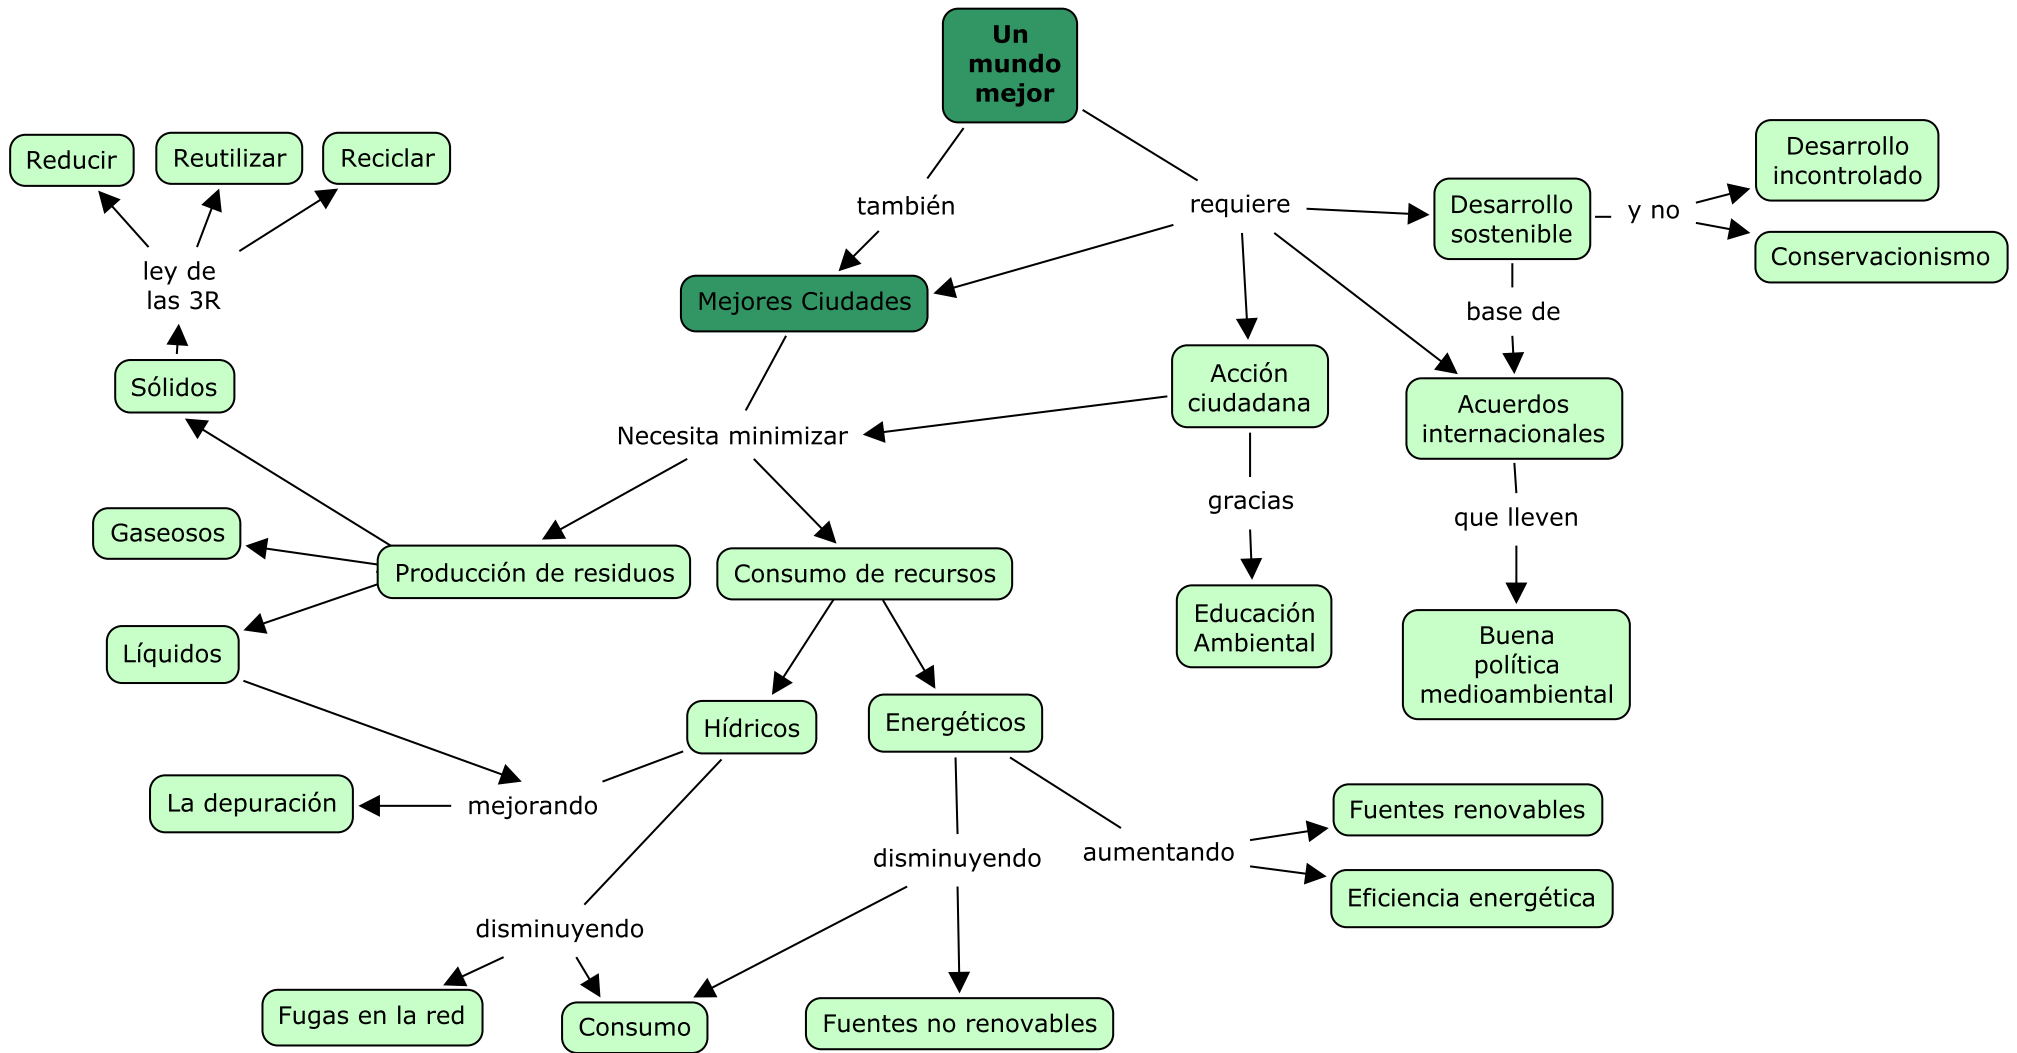 Un
mundo
mejor
Reducir
Reutilizar
Reciclar
Desarrollo
incontrolado
también
requiere
Desarrollo
sostenible
y no
Conservacionismo
ley de
las 3R
Mejores Ciudades
base de
Sólidos
Acción
ciudadana
Acuerdos
internacionales
Necesita minimizar
gracias
que lleven
Gaseosos
Producción de residuos
Consumo de recursos
Educación
Ambiental
Buena
política
medioambiental
Líquidos
Hídricos
Energéticos
La depuración
mejorando
Fuentes renovables
disminuyendo
aumentando
Eficiencia energética
disminuyendo
Fugas en la red
Consumo
Fuentes no renovables